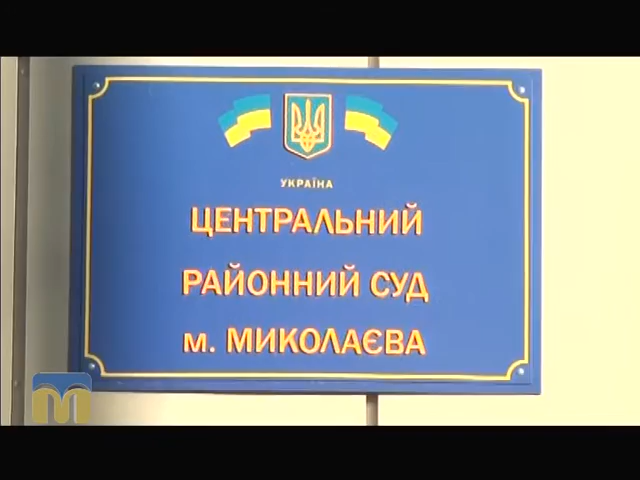 УКРАЇНА
ЦЕНТРАЛЬНИЙ
РАЙОННИЙ СУД
м. МИКОЛАЄВА
M